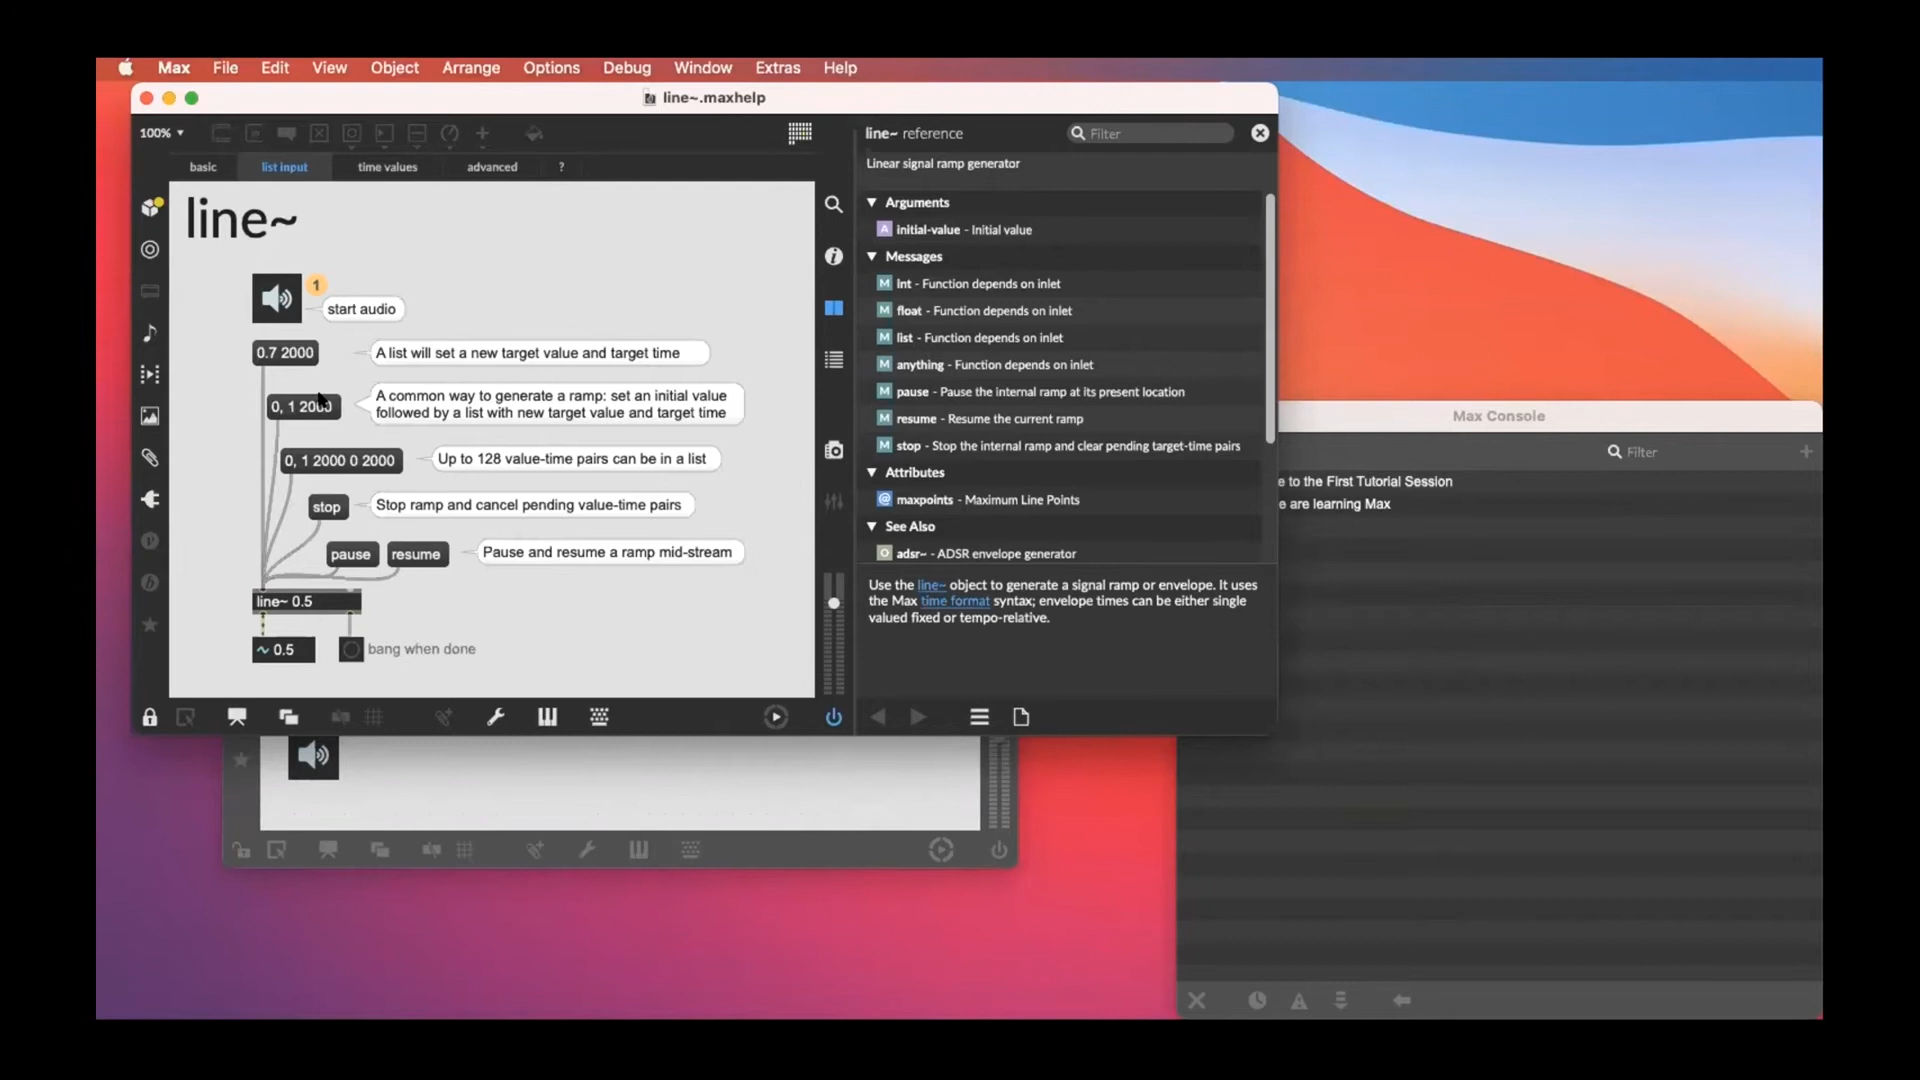 Max File Edit View Object Arrange Options Debug Window Extras Help
line~.maxhelp
100%
basic list input time values advanced ?
line~
1
start audio
0.7 2000
A list will set a new target value and target time
0, 1 2000
A common way to generate a ramp: set an initial value
followed by a list with new target value and target time
0, 1 2000 0 2000
Up to 128 value-time pairs can be in a list
stop
Stop ramp and cancel pending value-time pairs
pause resume
Pause and resume a ramp mid-stream
line~ 0.5
~ 0.5
bang when done
line~ reference
Filter
Linear signal ramp generator
Arguments
A initial-value - Initial value
Messages
M int - Function depends on inlet
M float - Function depends on inlet
M list - Function depends on inlet
M anything - Function depends on inlet
M pause - Pause the internal ramp at its present location
M resume - Resume the current ramp
M stop - Stop the internal ramp and clear pending target-time pairs
Attributes
@ maxpoints - Maximum Line Points
See Also
O adsr~ - ADSR envelope generator
Use the line~ object to generate a signal ramp or envelope. It uses
the Max time format syntax; envelope times can be either single
valued fixed or tempo-relative.
Max Console
Filter
e to the First Tutorial Session
e are learning Max